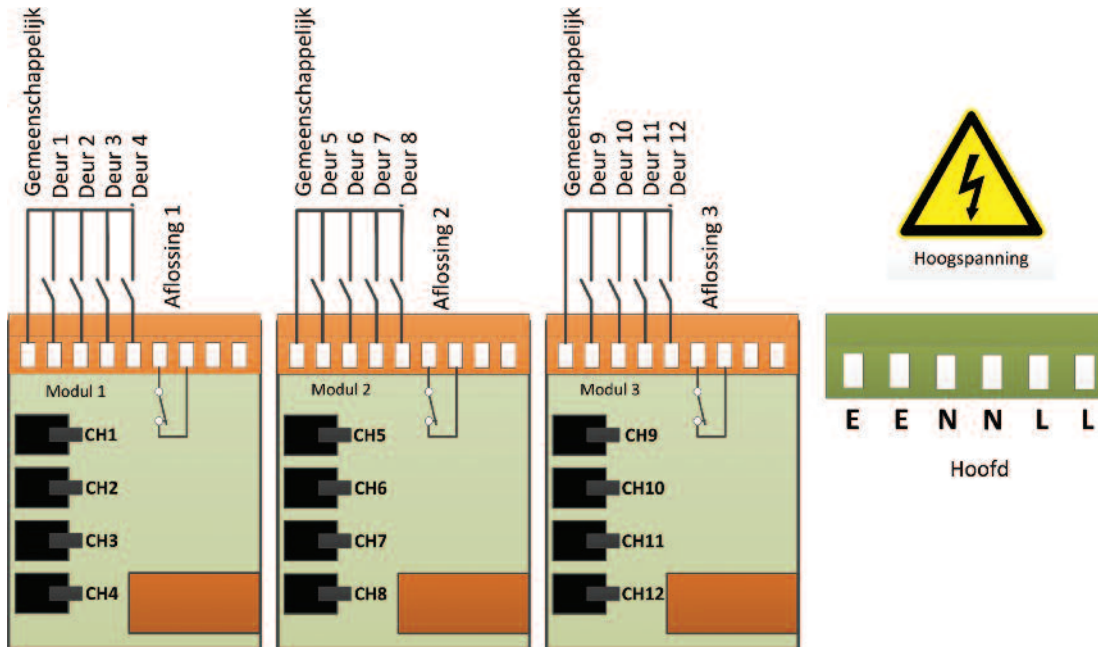 Gemeenschappelijk
Deur 1
Deur 2
Deur 3
Deur 4
Aflossing 1
Modul 1
CH1
CH2
CH3
CH4
Gemeenschappelijk
Deur 5
Deur 6
Deur 7
Deur 8
Aflossing 2
Modul 2
CH5
CH6
CH7
CH8
Gemeenschappelijk
Deur 9
Deur 10
Deur 11
Deur 12
Aflossing 3
Modul 3
CH9
CH10
CH11
CH12
Hoogspanning
E E N N L L
Hoofd